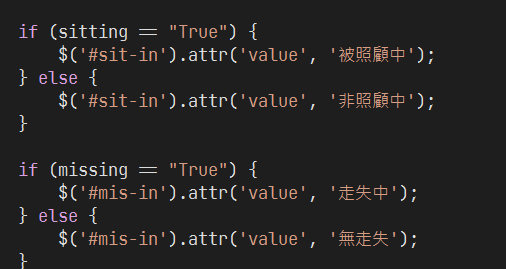 if (sitting == "True") {
    $('#sit-in').attr('value', '被照顧中');
} else {
    $('#sit-in').attr('value', '非照顧中');
}

if (missing == "True") {
    $('#mis-in').attr('value', '走失中');
} else {
    $('#mis-in').attr('value', '無走失');
}